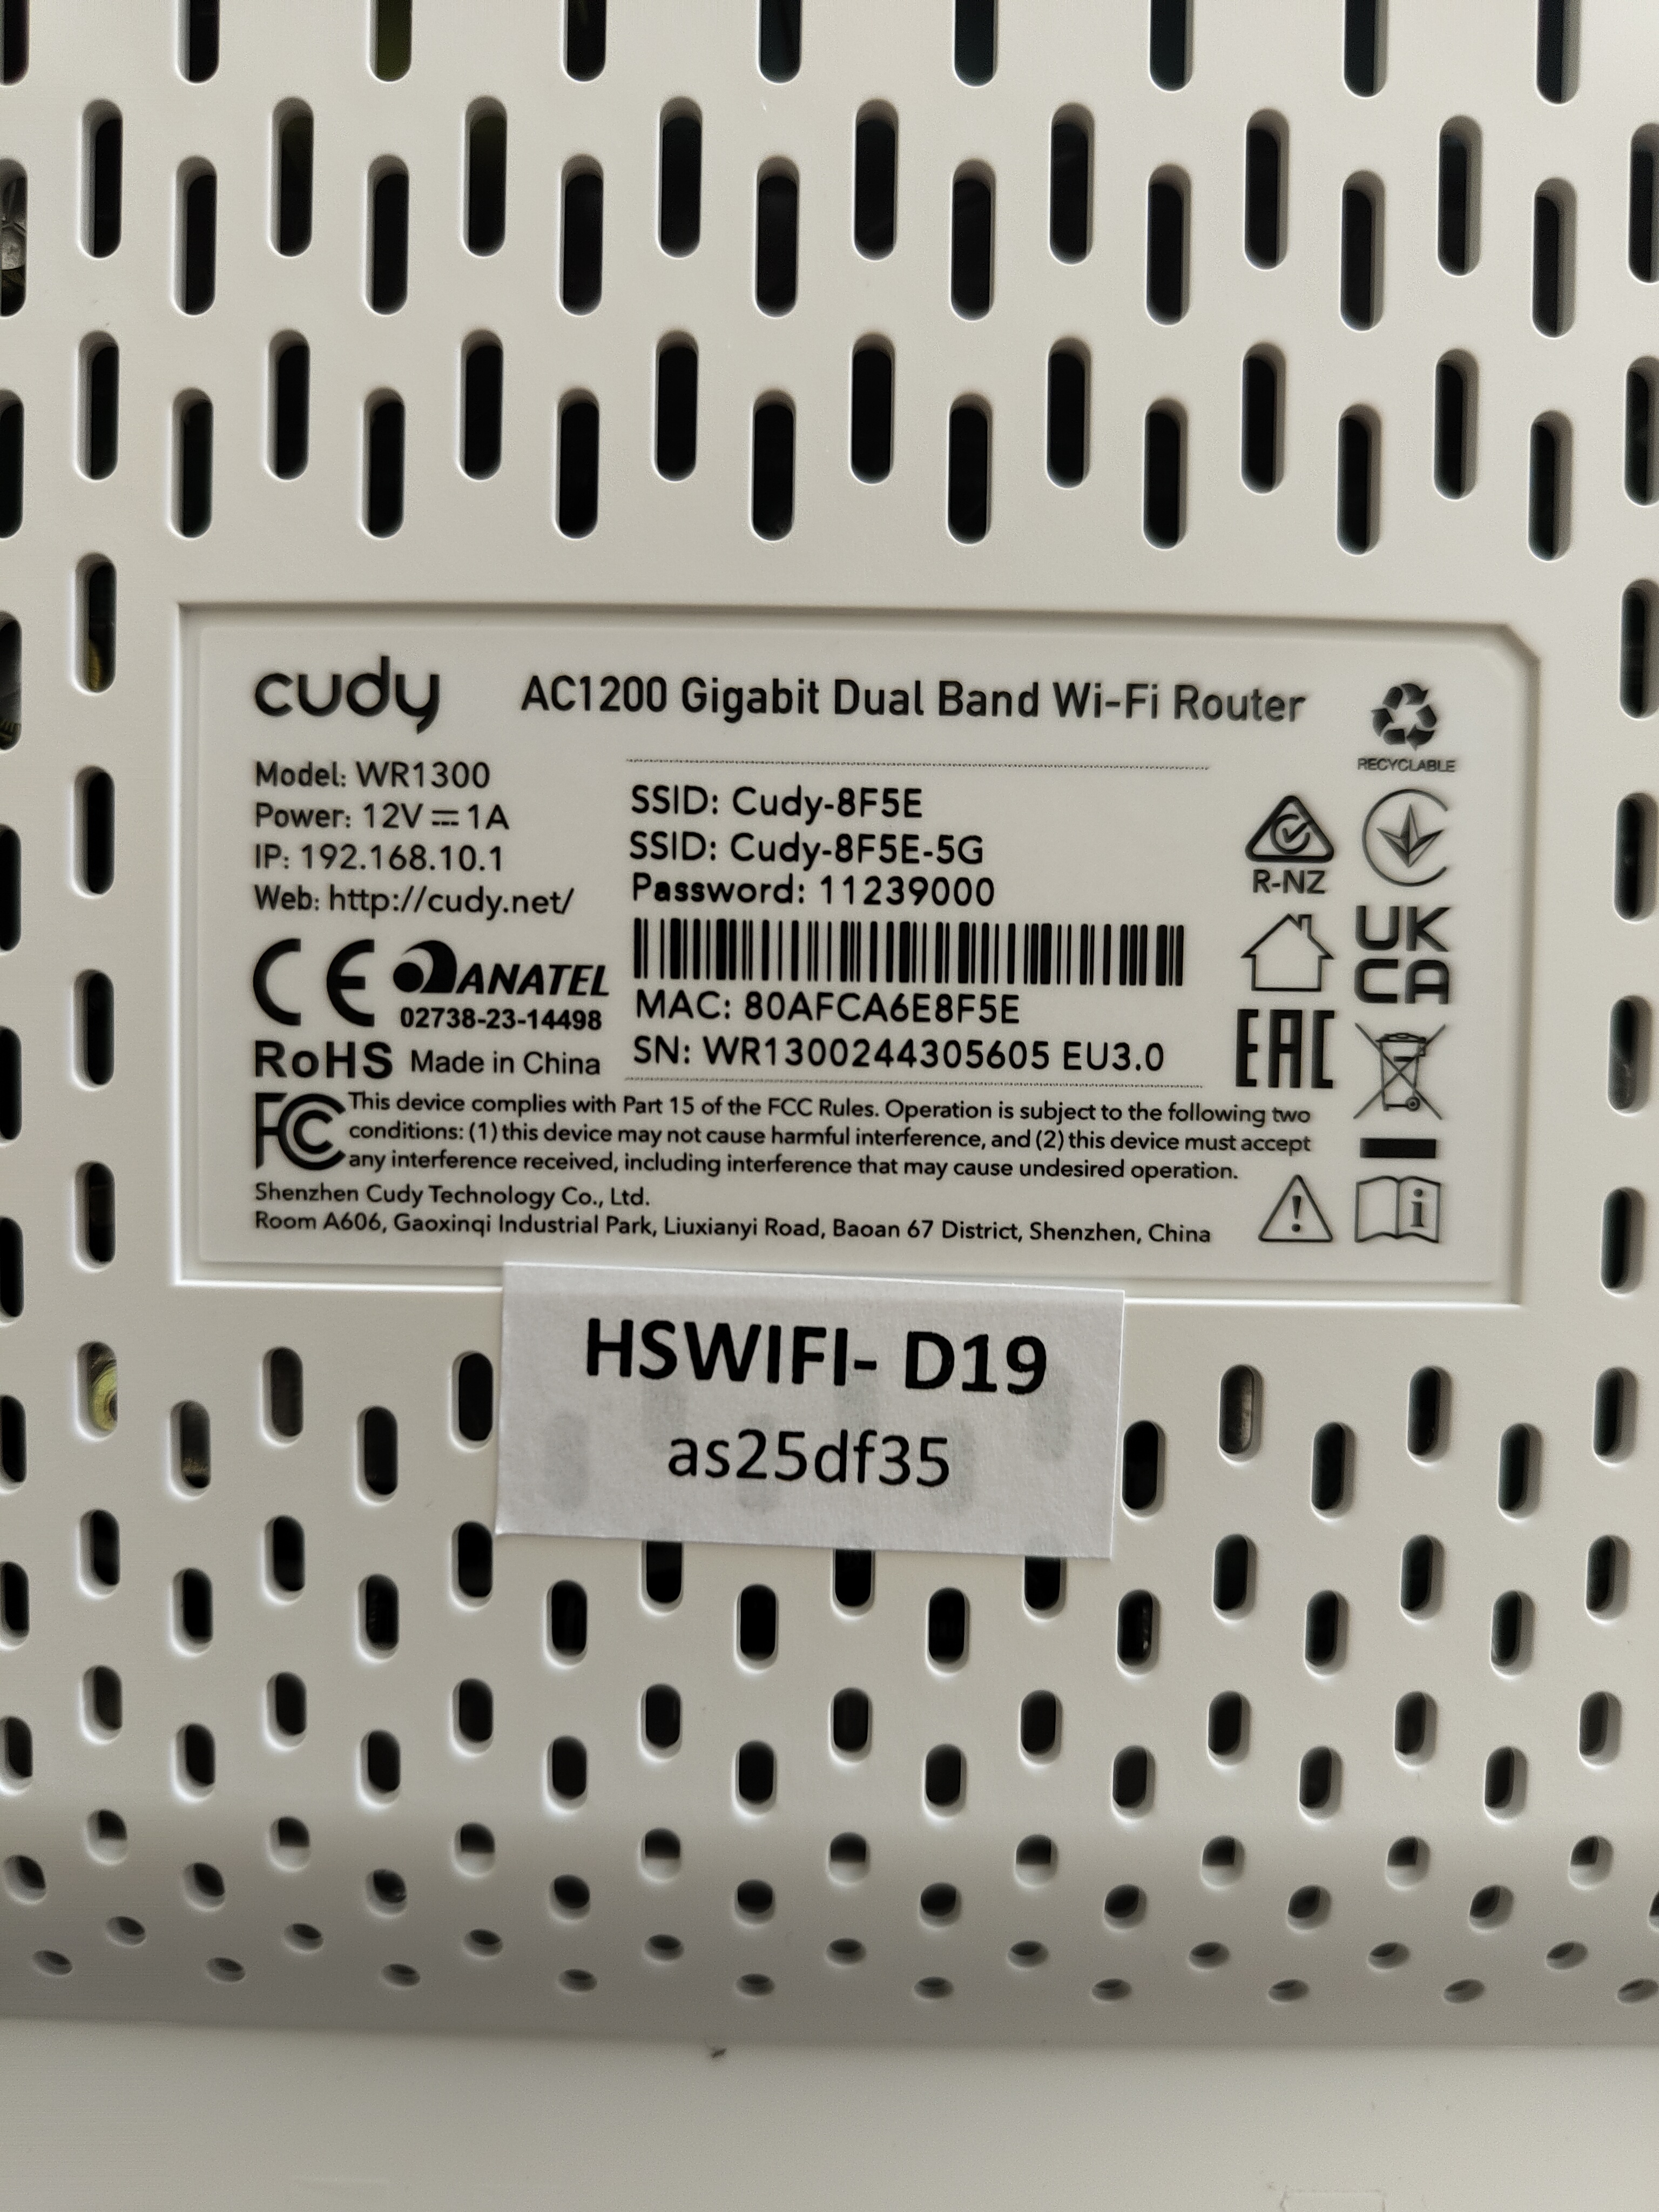 cudy AC1200 Gigabit Dual Band Wi-Fi Router
RECYCLABLE
Model: WR1300
Power: 12V ⎓ 1A
IP: 192.168.10.1
Web: http://cudy.net/
SSID: Cudy-8F5E
SSID: Cudy-8F5E-5G
Password: 11239000
R-NZ
UK
CA
CE ANATEL
02738-23-14498
RoHS Made in China
MAC: 80AFCA6E8F5E
SN: WR1300244305605 EU3.0
EAC
FC This device complies with Part 15 of the FCC Rules. Operation is subject to the following two
conditions: (1) this device may not cause harmful interference, and (2) this device must accept
any interference received, including interference that may cause undesired operation.
Shenzhen Cudy Technology Co., Ltd.
Room A606, Gaoxinqi Industrial Park, Liuxianyi Road, Baoan 67 District, Shenzhen, China
HSWIFI- D19
as25df35